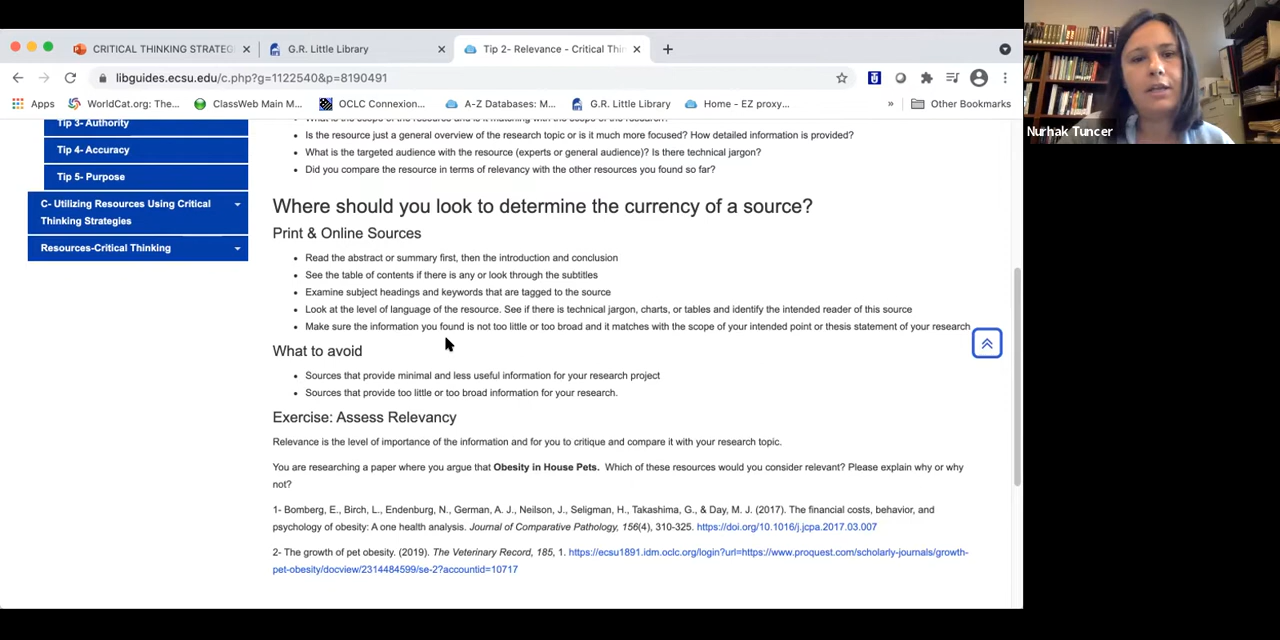 CRITICAL THINKING STRATEG
G.R. Little Library
Tip 2- Relevance - Critical Thin
libguides.ecsu.edu/c.php?g=1122540&p=8190491
Apps
WorldCat.org: The...
ClassWeb Main M...
OCLC Connexion...
A-Z Databases: M...
G.R. Little Library
Home - EZ proxy...
»
Other Bookmarks
Nurhak Tuncer
Tip 3- Authority
Tip 4- Accuracy
Tip 5- Purpose
C- Utilizing Resources Using Critical
Thinking Strategies
Resources-Critical Thinking
What is the scope of the resource and is it matching with the scope of the research?
Is the resource just a general overview of the research topic or is it much more focused? How detailed information is provided?
What is the targeted audience with the resource (experts or general audience)? Is there technical jargon?
Did you compare the resource in terms of relevancy with the other resources you found so far?
Where should you look to determine the currency of a source?
Print & Online Sources
Read the abstract or summary first, then the introduction and conclusion
See the table of contents if there is any or look through the subtitles
Examine subject headings and keywords that are tagged to the source
Look at the level of language of the resource. See if there is technical jargon, charts, or tables and identify the intended reader of this source
Make sure the information you found is not too little or too broad and it matches with the scope of your intended point or thesis statement of your research
What to avoid
Sources that provide minimal and less useful information for your research project
Sources that provide too little or too broad information for your research.
Exercise: Assess Relevancy
Relevance is the level of importance of the information and for you to critique and compare it with your research topic.
You are researching a paper where you argue that Obesity in House Pets. Which of these resources would you consider relevant? Please explain why or why
not?
1- Bomberg, E., Birch, L., Endenburg, N., German, A. J., Neilson, J., Seligman, H., Takashima, G., & Day, M. J. (2017). The financial costs, behavior, and
psychology of obesity: A one health analysis. Journal of Comparative Pathology, 156(4), 310-325. https://doi.org/10.1016/j.jcpa.2017.03.007
2- The growth of pet obesity. (2019). The Veterinary Record, 185, 1. https://ecsu1891.idm.oclc.org/login?url=https://www.proquest.com/scholarly-journals/growth-
pet-obesity/docview/2314484599/se-2?accountid=10717